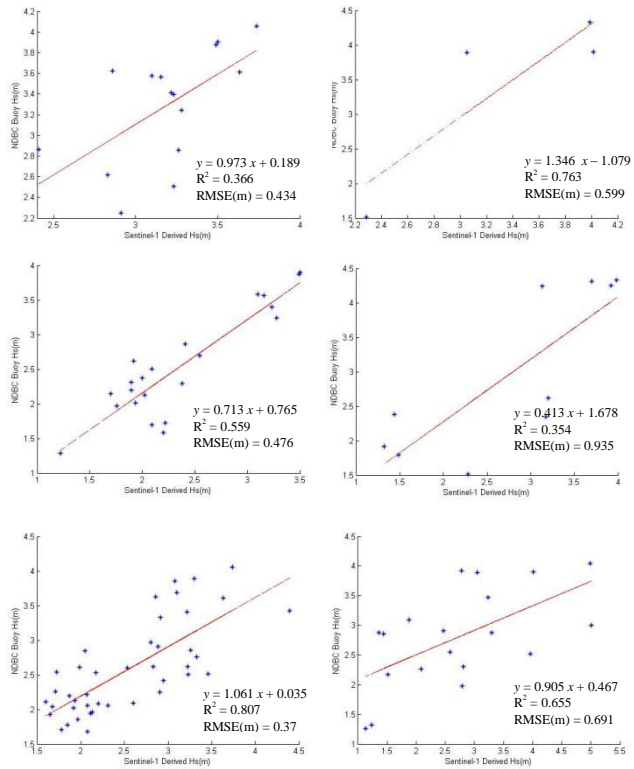 4.2
4
3.8
3.6
3.4
3.2
3
2.8
2.6
2.4
2.2
NDBC Buoy Hs(m)
y = 0.973 x + 0.189
R² = 0.366
RMSE(m) = 0.434
2.5 3 3.5 4
Sentinel-1 Derived Hs(m)
4.5
4
3.5
3
2.5
2
1.5
NDBC Buoy Hs(m)
y = 1.346 x − 1.079
R² = 0.763
RMSE(m) = 0.599
2.2 2.4 2.6 2.8 3 3.2 3.4 3.6 3.8 4 4.2
Sentinel-1 Derived Hs(m)
4
3.5
3
2.5
2
1.5
1
NDBC Buoy Hs(m)
y = 0.713 x + 0.765
R² = 0.559
RMSE(m) = 0.476
1 1.5 2 2.5 3 3.5
Sentinel-1 Derived Hs(m)
4.5
4
3.5
3
2.5
2
1.5
NDBC Buoy Hs(m)
y = 0.413 x + 1.678
R² = 0.354
RMSE(m) = 0.935
1 1.5 2 2.5 3 3.5 4
Sentinel-1 Derived Hs(m)
4.5
4
3.5
3
2.5
2
1.5
NDBC Buoy Hs(m)
y = 1.061 x + 0.035
R² = 0.807
RMSE(m) = 0.37
1.5 2 2.5 3 3.5 4 4.5
Sentinel-1 Derived Hs(m)
4.5
4
3.5
3
2.5
2
1.5
1
NDBC Buoy Hs(m)
y = 0.905 x + 0.467
R² = 0.655
RMSE(m) = 0.691
1 1.5 2 2.5 3 3.5 4 4.5 5 5.5
Sentinel-1 Derived Hs(m)